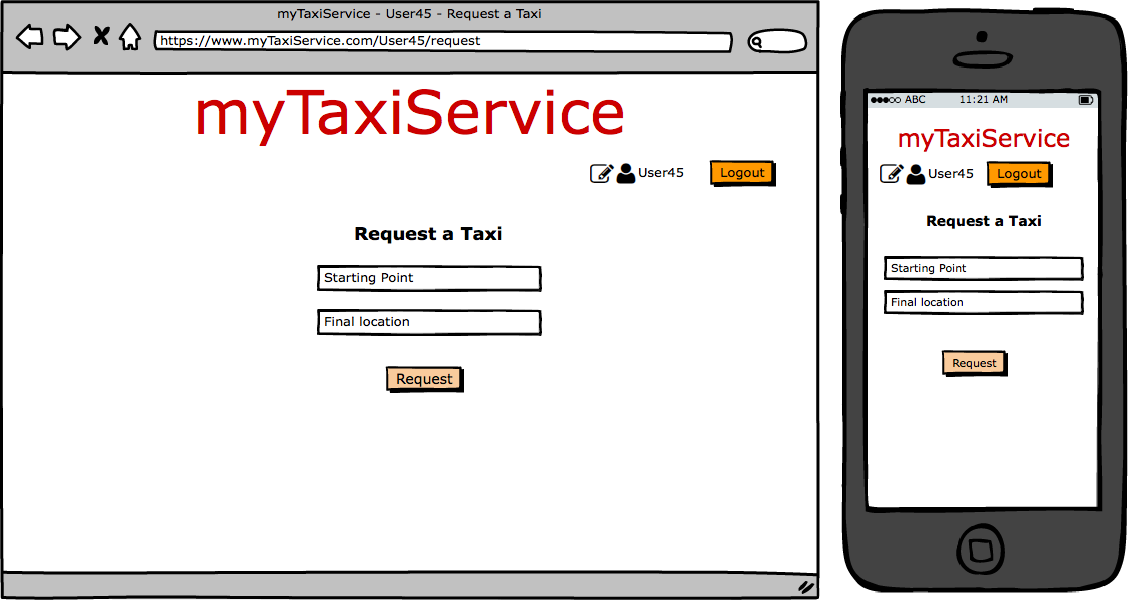 myTaxiService - User45 - Request a Taxi
https://www.myTaxiService.com/User45/request
myTaxiService
User45 Logout
Request a Taxi
Starting Point
Final location
Request
ABC 11:21 AM
myTaxiService
User45 Logout
Request a Taxi
Starting Point
Final location
Request